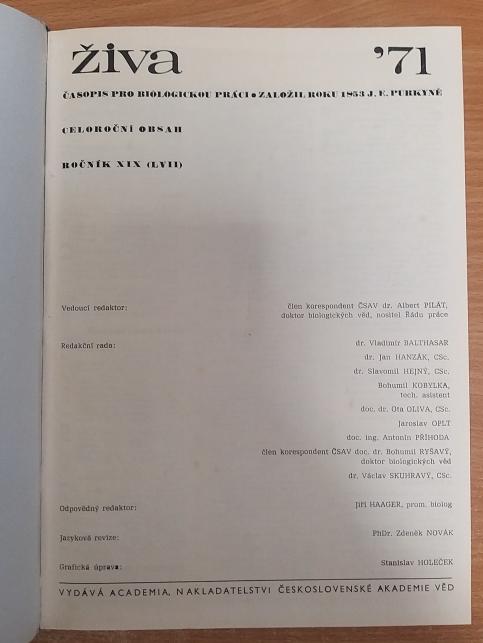 živa '71
ČASOPIS PRO BIOLOGICKOU PRÁCI • ZALOŽIL ROKU 1853 J. E. PURKYNĚ
CELOROČNÍ OBSAH
ROČNÍK XIX (LVII)
Vedoucí redaktor: člen korespondent ČSAV dr. Albert PILÁT,
doktor biologických věd, nositel Řádu práce
Redakční rada: dr. Vladimír BALTHASAR
dr. Jan HANZÁK, CSc.
dr. Slavomil HEJNÝ, CSc.
Bohumil KOBYLKA,
tech. asistent
doc. dr. Ota OLIVA, CSc.
Jaroslav OPLT
doc. ing. Antonín PŘÍHODA
člen korespondent ČSAV doc. dr. Bohumil RYŠAVÝ,
doktor biologických věd
dr. Václav SKUHRAVÝ, CSc.
Odpovědný redaktor: Jiří HAAGER, prom. biolog
Jazyková revize: PhDr. Zdeněk NOVÁK
Grafická úprava: Stanislav HOLEČEK
VYDÁVÁ ACADEMIA, NAKLADATELSTVÍ ČESKOSLOVENSKÉ AKADEMIE VĚD